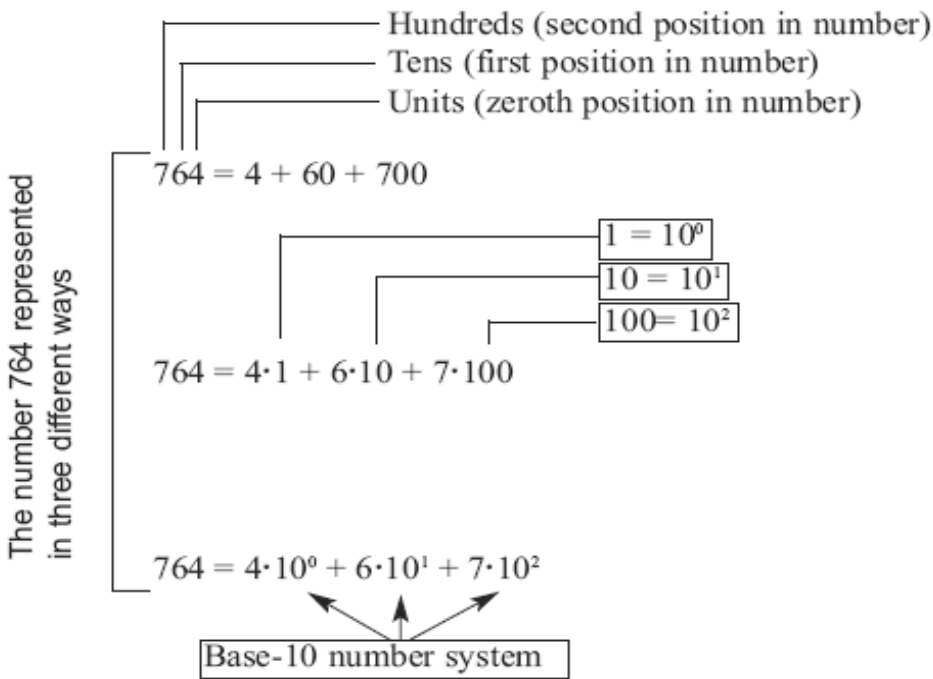 Hundreds (second position in number)
Tens (first position in number)
Units (zeroth position in number)
The number 764 represented
in three different ways
764 = 4 + 60 + 700
1 = 10⁰
10 = 10¹
100= 10²
764 = 4·1 + 6·10 + 7·100
764 = 4·10⁰ + 6·10¹ + 7·10²
Base-10 number system